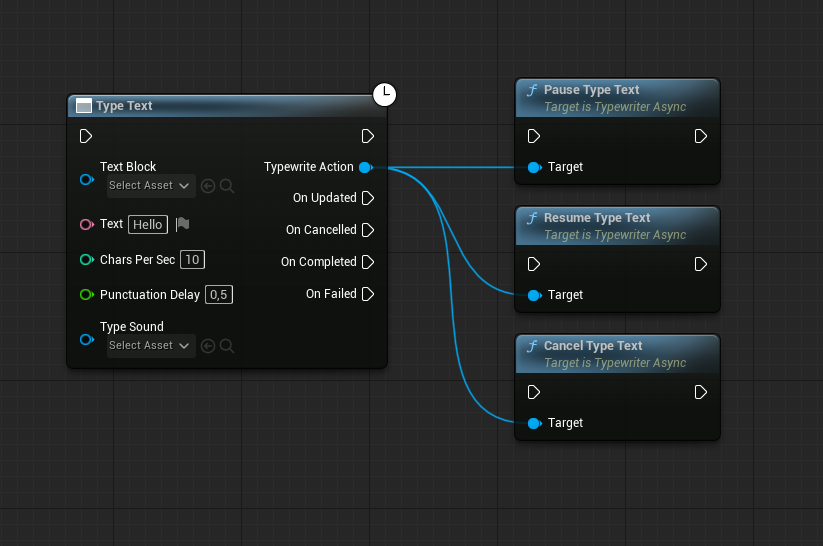 Type Text
Text Block
Select Asset
Typewrite Action
On Updated
Text Hello
On Cancelled
Chars Per Sec 10
On Completed
Punctuation Delay 0,5
On Failed
Type Sound
Select Asset
Pause Type Text
Target is Typewriter Async
Target
Resume Type Text
Target is Typewriter Async
Target
Cancel Type Text
Target is Typewriter Async
Target